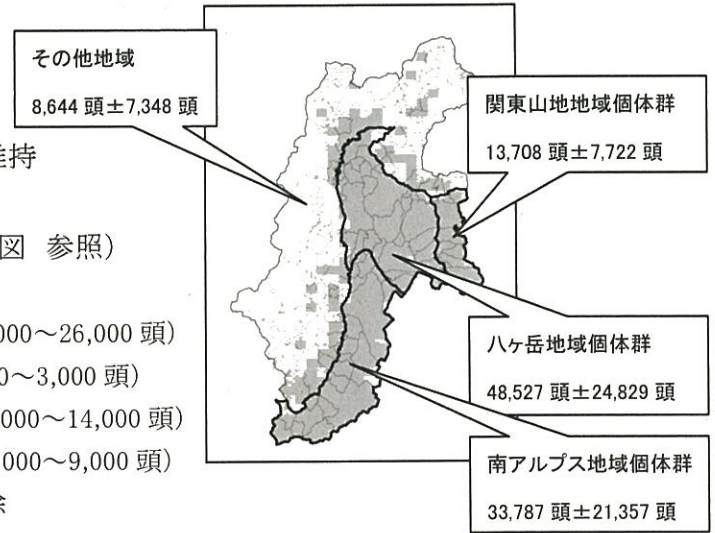 その他地域
8,644 頭±7,348 頭
関東山地地域個体群
13,708 頭±7,722 頭
維持
図 参照）
000～26,000 頭）
0～3,000 頭）
000～14,000 頭）
000～9,000 頭）
八ヶ岳地域個体群
48,527 頭±24,829 頭
南アルプス地域個体群
33,787 頭±21,357 頭